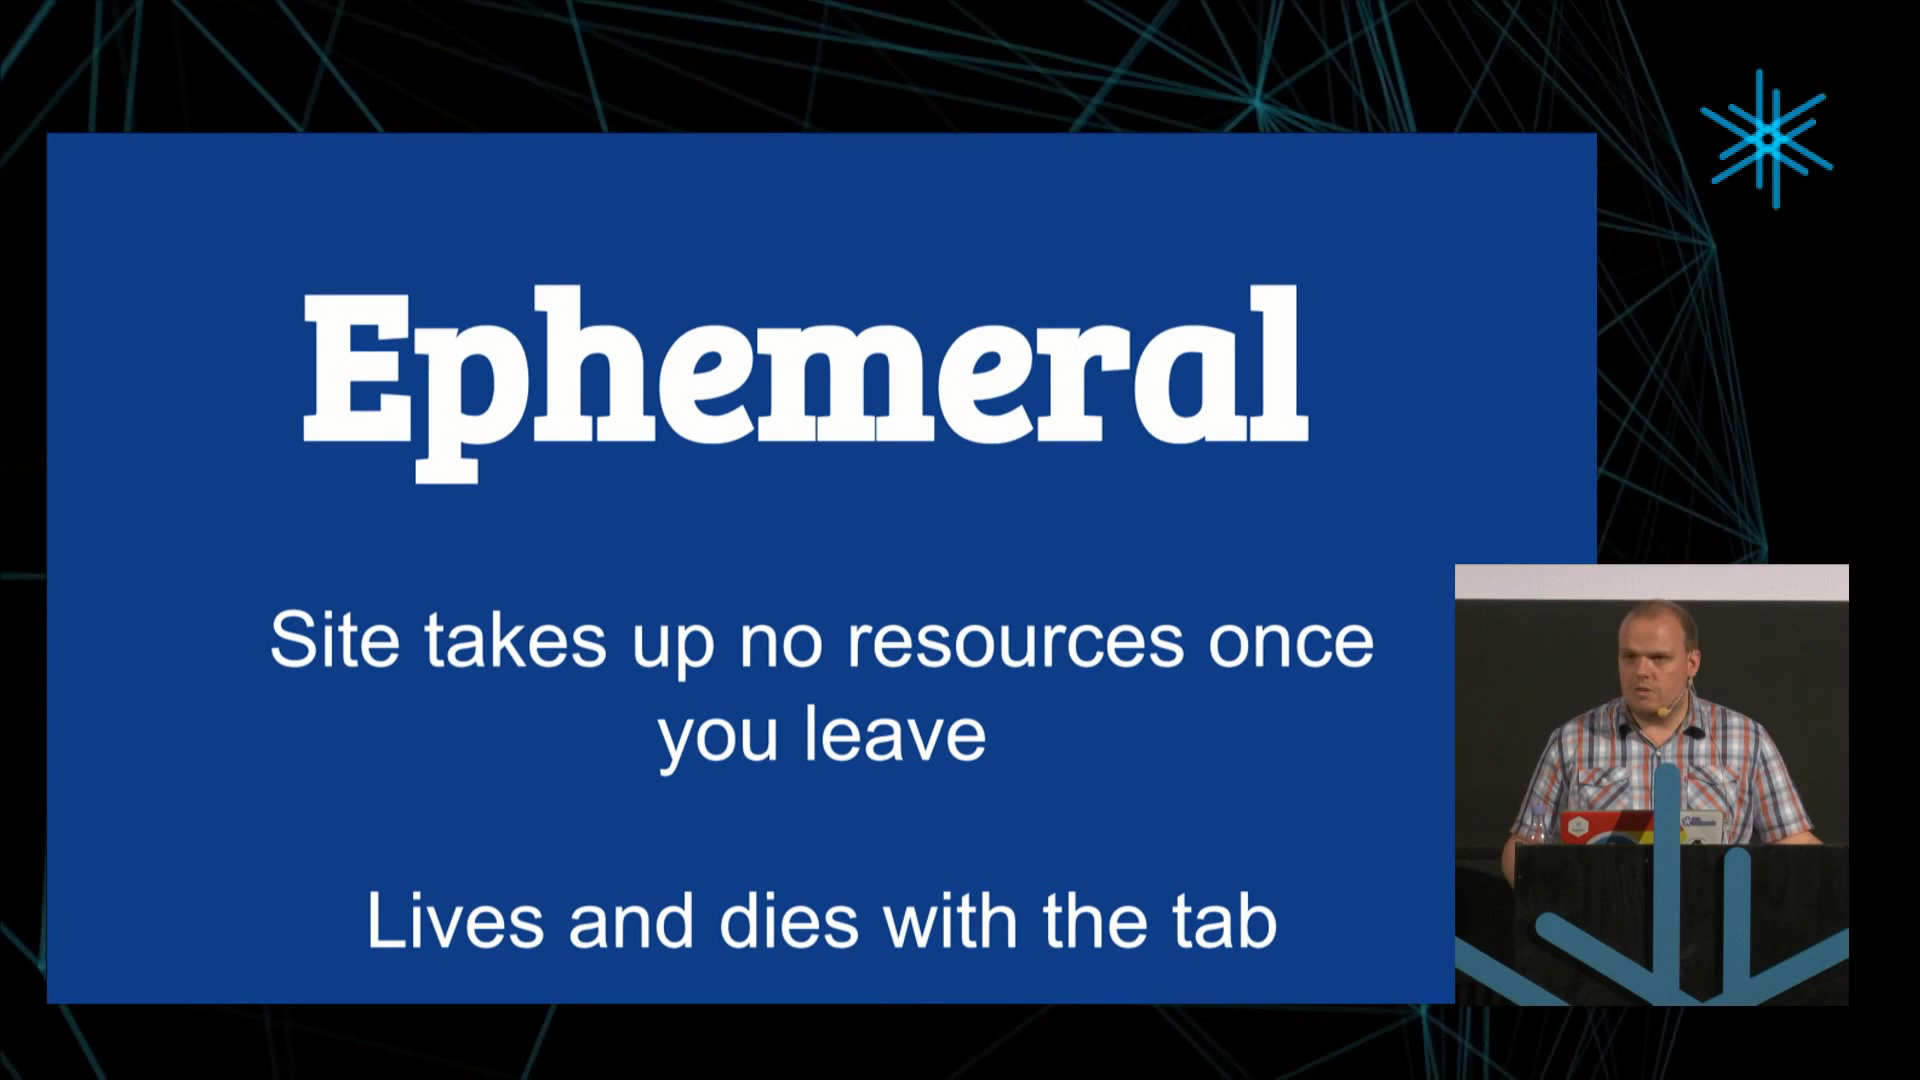 Ephemeral
Site takes up no resources once
you leave
Lives and dies with the tab